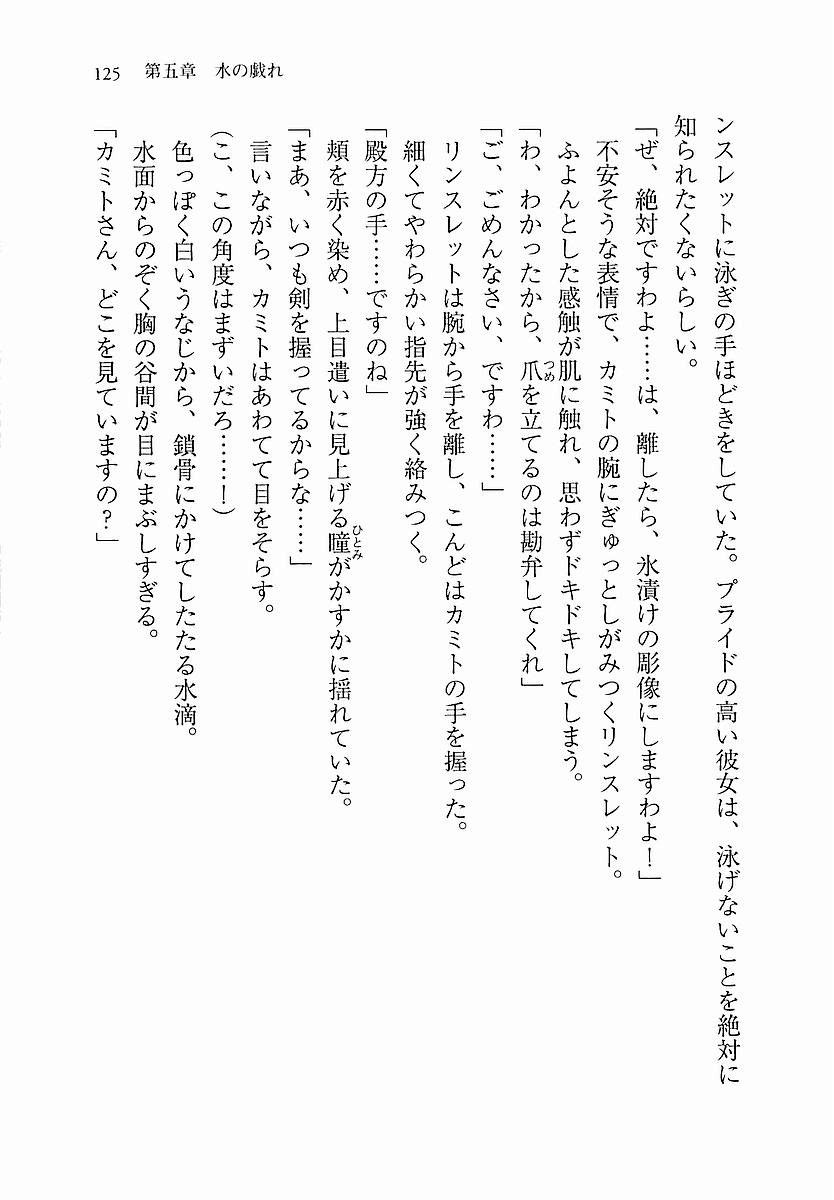 125　第五章　水の戯れ
ンスレットに泳ぎの手ほどきをしていた。プライドの高い彼女は、泳げないことを絶対に
知られたくないらしい。
「ぜ、絶対ですわよ……は、離したら、氷漬けの彫像にしますわよ！」
不安そうな表情で、カミトの腕にぎゅっとしがみつくリンスレット。
ふよんとした感触が肌に触れ、思わずドキドキしてしまう。
「わ、わかったから、爪を立てるのは勘弁してくれ」
つめ
「ご、ごめんなさい、ですわ……」
リンスレットは腕から手を離し、こんどはカミトの手を握った。
細くてやわらかい指先が強く絡みつく。
「殿方の手……ですのね」
頬を赤く染め、上目遣いに見上げる瞳がかすかに揺れていた。
ひとみ
「まあ、いつも剣を握ってるからな……」
言いながら、カミトはあわてて目をそらす。
（こ、この角度はまずいだろ……！）
色っぽく白いうなじから、鎖骨にかけてしたたる水滴。
水面からのぞく胸の谷間が目にまぶしすぎる。
「カミトさん、どこを見ていますの？」